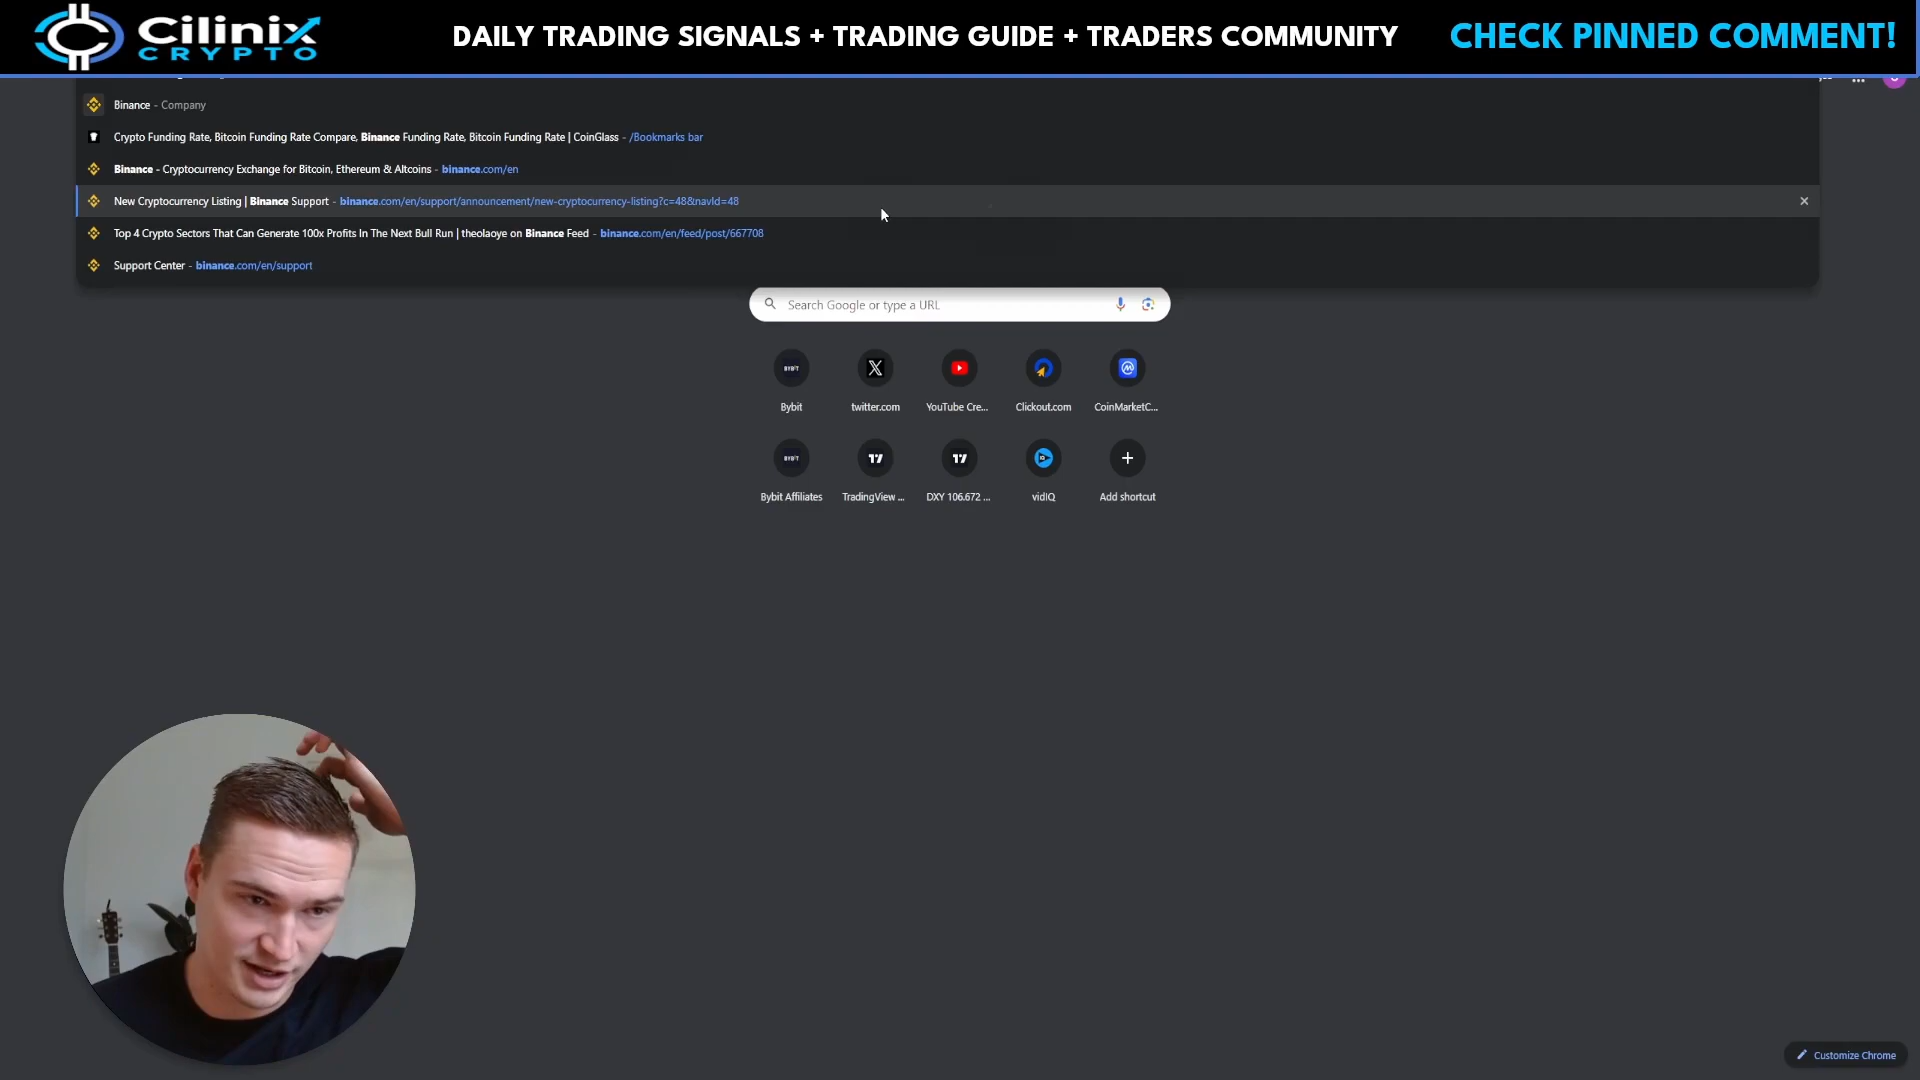 Cilinix
CRYPTO
DAILY TRADING SIGNALS + TRADING GUIDE + TRADERS COMMUNITY
CHECK PINNED COMMENT!
Binance - Company
Crypto Funding Rate, Bitcoin Funding Rate Compare, Binance Funding Rate, Bitcoin Funding Rate | CoinGlass - /Bookmarks bar
Binance - Cryptocurrency Exchange for Bitcoin, Ethereum & Altcoins - binance.com/en
New Cryptocurrency Listing | Binance Support - binance.com/en/support/announcement/new-cryptocurrency-listing?c=48&navId=48
Top 4 Crypto Sectors That Can Generate 100x Profits In The Next Bull Run | theolaoye on Binance Feed - binance.com/en/feed/post/667708
Support Center - binance.com/en/support
Search Google or type a URL
BYBIT
Bybit
twitter.com
YouTube Cre...
Clickout.com
CoinMarketC...
BYBIT
Bybit Affiliates
TradingView ...
DXY 106.672 ...
vidIQ
Add shortcut
Customize Chrome